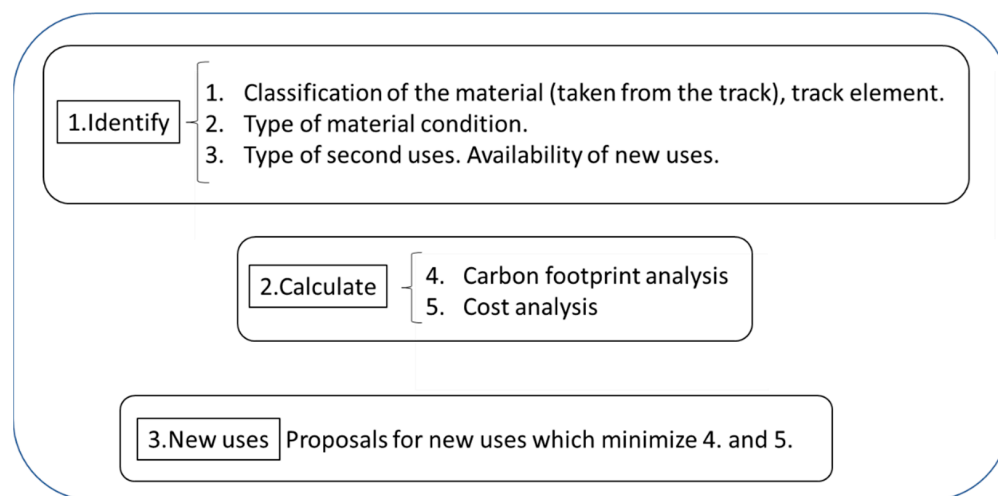 1.Identify
1. Classification of the material (taken from the track), track element.
2. Type of material condition.
3. Type of second uses. Availability of new uses.
2.Calculate
4. Carbon footprint analysis
5. Cost analysis
3.New uses Proposals for new uses which minimize 4. and 5.